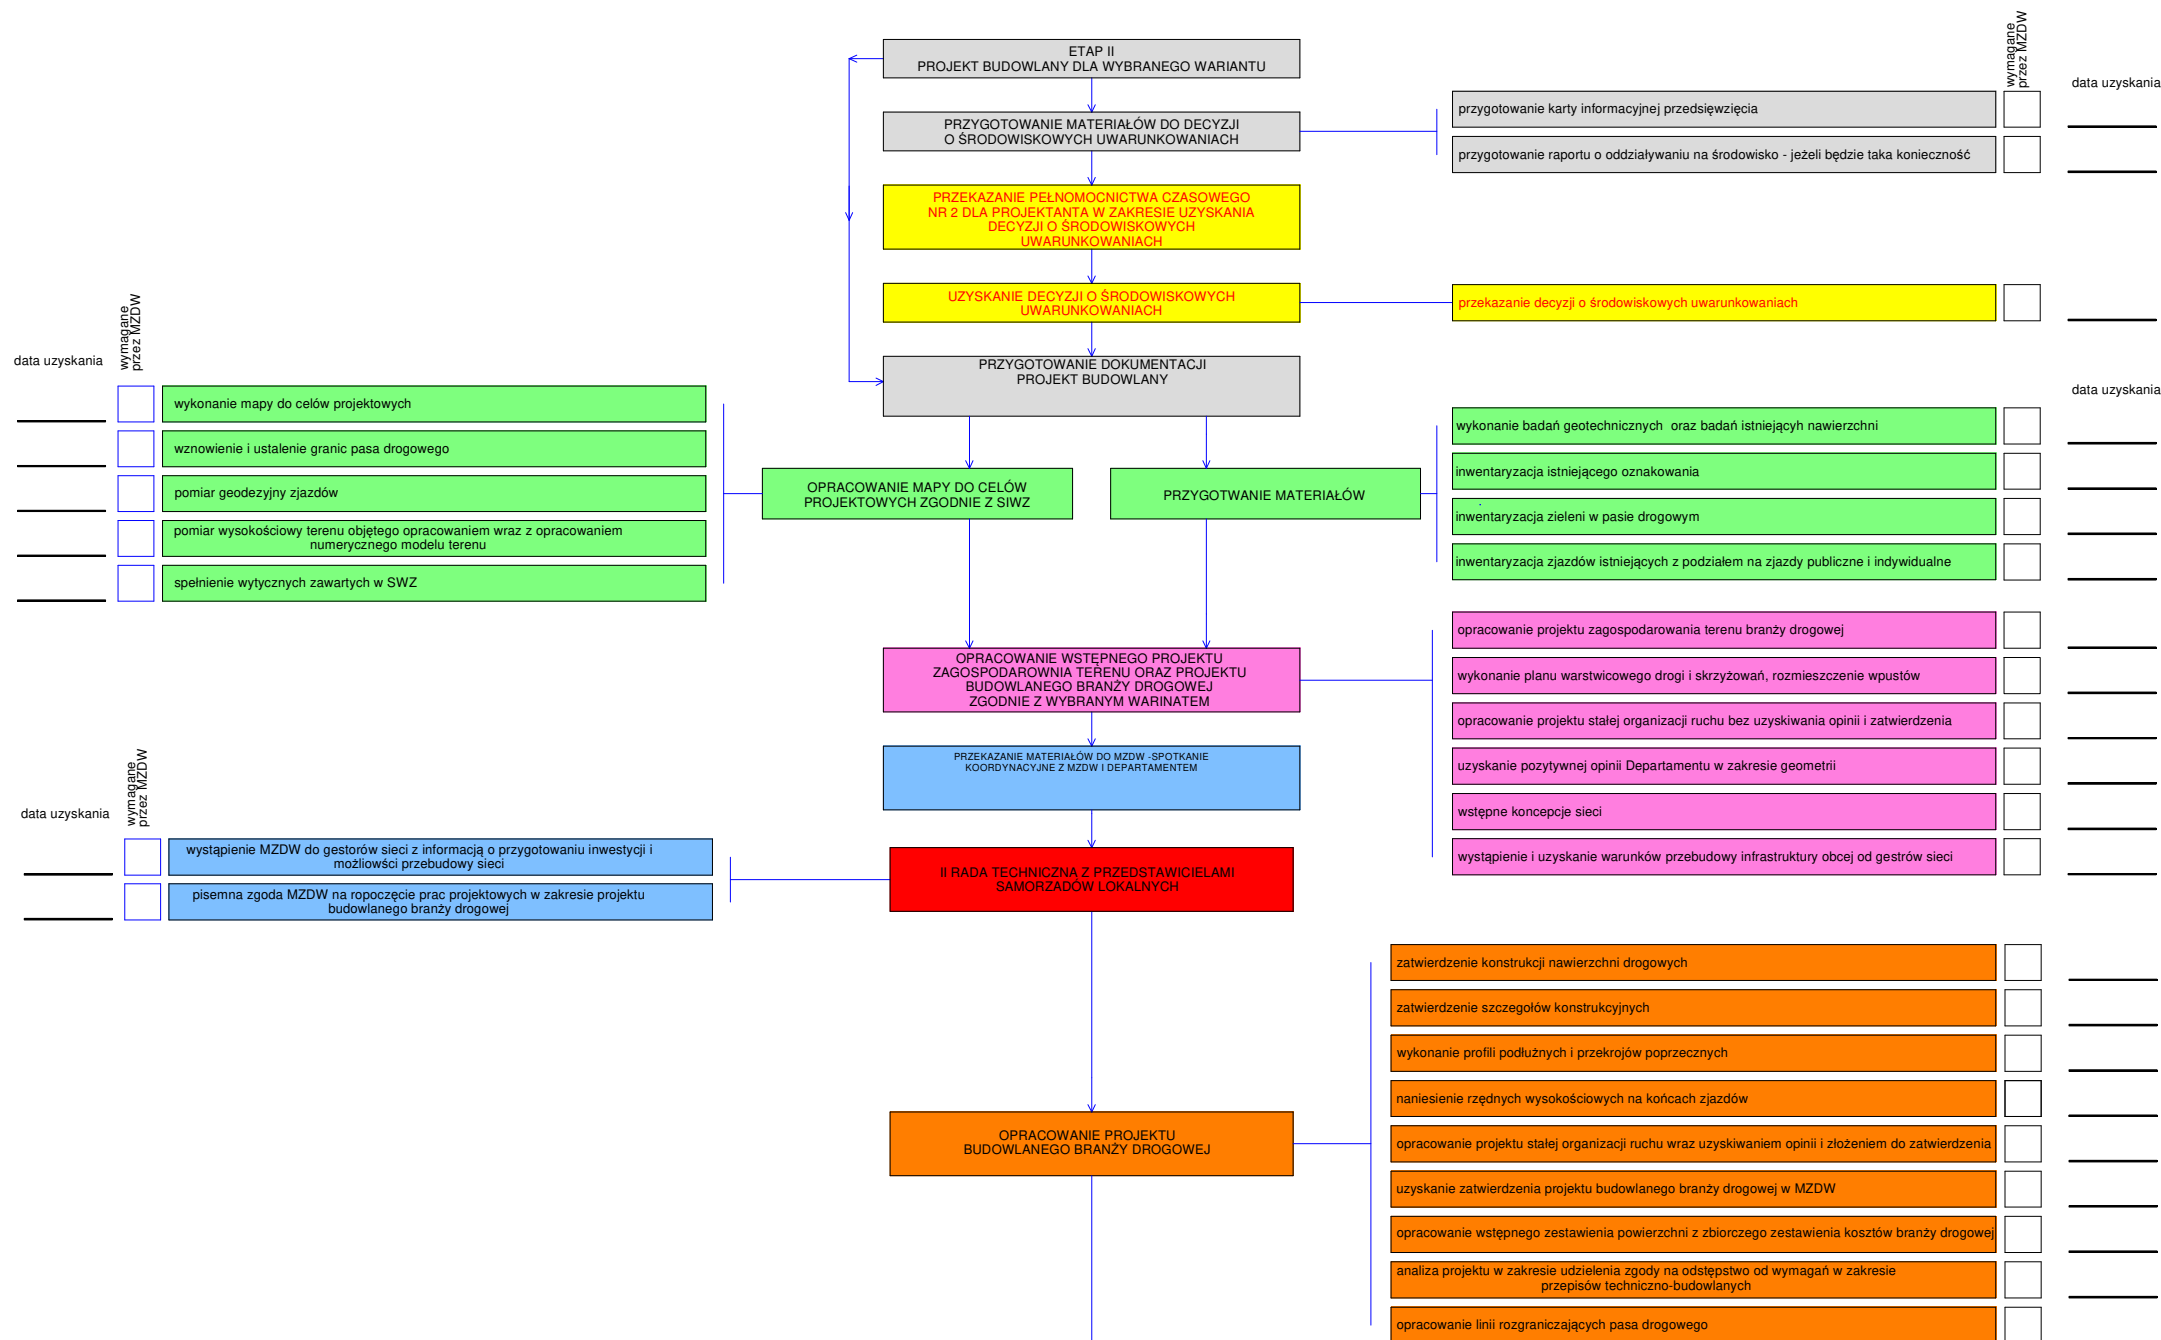 ETAP II
PROJEKT BUDOWLANY DLA WYBRANEGO WARIANTU
wymagane
przez MZDW
data uzyskania
PRZYGOTOWANIE MATERIAŁÓW DO DECYZJI
O ŚRODOWISKOWYCH UWARUNKOWANIACH
przygotowanie karty informacyjnej przedsięwzięcia
przygotowanie raportu o oddziaływaniu na środowisko - jeżeli będzie taka konieczność
PRZEKAZANIE PEŁNOMOCNICTWA CZASOWEGO
NR 2 DLA PROJEKTANTA W ZAKRESIE UZYSKANIA
DECYZJI O ŚRODOWISKOWYCH
UWARUNKOWANIACH
UZYSKANIE DECYZJI O ŚRODOWISKOWYCH
UWARUNKOWANIACH
przekazanie decyzji o środowiskowych uwarunkowaniach
PRZYGOTOWANIE DOKUMENTACJI
PROJEKT BUDOWLANY
data uzyskania
wymagane
przez MZDW
wykonanie mapy do celów projektowych
wznowienie i ustalenie granic pasa drogowego
pomiar geodezyjny zjazdów
pomiar wysokościowy terenu objętego opracowaniem wraz z opracowaniem
numerycznego modelu terenu
spełnienie wytycznych zawartych w SWZ
OPRACOWANIE MAPY DO CELÓW
PROJEKTOWYCH ZGODNIE Z SIWZ
PRZYGOTWANIE MATERIAŁÓW
data uzyskania
wykonanie badań geotechnicznych oraz badań istniejącyh nawierzchni
inwentaryzacja istniejącego oznakowania
inwentaryzacja zieleni w pasie drogowym
inwentaryzacja zjazdów istniejących z podziałem na zjazdy publiczne i indywidualne
OPRACOWANIE WSTĘPNEGO PROJEKTU
ZAGOSPODAROWNIA TERENU ORAZ PROJEKTU
BUDOWLANEGO BRANŻY DROGOWEJ
ZGODNIE Z WYBRANYM WARINATEM
opracowanie projektu zagospodarowania terenu branży drogowej
wykonanie planu warstwicowego drogi i skrzyżowań, rozmieszczenie wpustów
opracowanie projektu stałej organizacji ruchu bez uzyskiwania opinii i zatwierdzenia
uzyskanie pozytywnej opinii Departamentu w zakresie geometrii
wstępne koncepcje sieci
wystąpienie i uzyskanie warunków przebudowy infrastruktury obcej od gestrów sieci
PRZEKAZANIE MATERIAŁÓW DO MZDW -SPOTKANIE
KOORDYNACYJNE Z MZDW I DEPARTAMENTEM
data uzyskania
wymagane
przez MZDW
wystąpienie MZDW do gestorów sieci z informacją o przygotowaniu inwestycji i
możliowści przebudowy sieci
pisemna zgoda MZDW na ropoczęcie prac projektowych w zakresie projektu
budowlanego branży drogowej
II RADA TECHNICZNA Z PRZEDSTAWICIELAMI
SAMORZADÓW LOKALNYCH
OPRACOWANIE PROJEKTU
BUDOWLANEGO BRANŻY DROGOWEJ
zatwierdzenie konstrukcji nawierzchni drogowych
zatwierdzenie szczegołów konstrukcyjnych
wykonanie profili podłużnych i przekrojów poprzecznych
naniesienie rzędnych wysokościowych na końcach zjazdów
opracowanie projektu stałej organizacji ruchu wraz uzyskiwaniem opinii i złożeniem do zatwierdzenia
uzyskanie zatwierdzenia projektu budowlanego branży drogowej w MZDW
opracowanie wstępnego zestawienia powierzchni z zbiorczego zestawienia kosztów branży drogowej
analiza projektu w zakresie udzielenia zgody na odstępstwo od wymagań w zakresie
przepisów techniczno-budowlanych
opracowanie linii rozgraniczających pasa drogowego